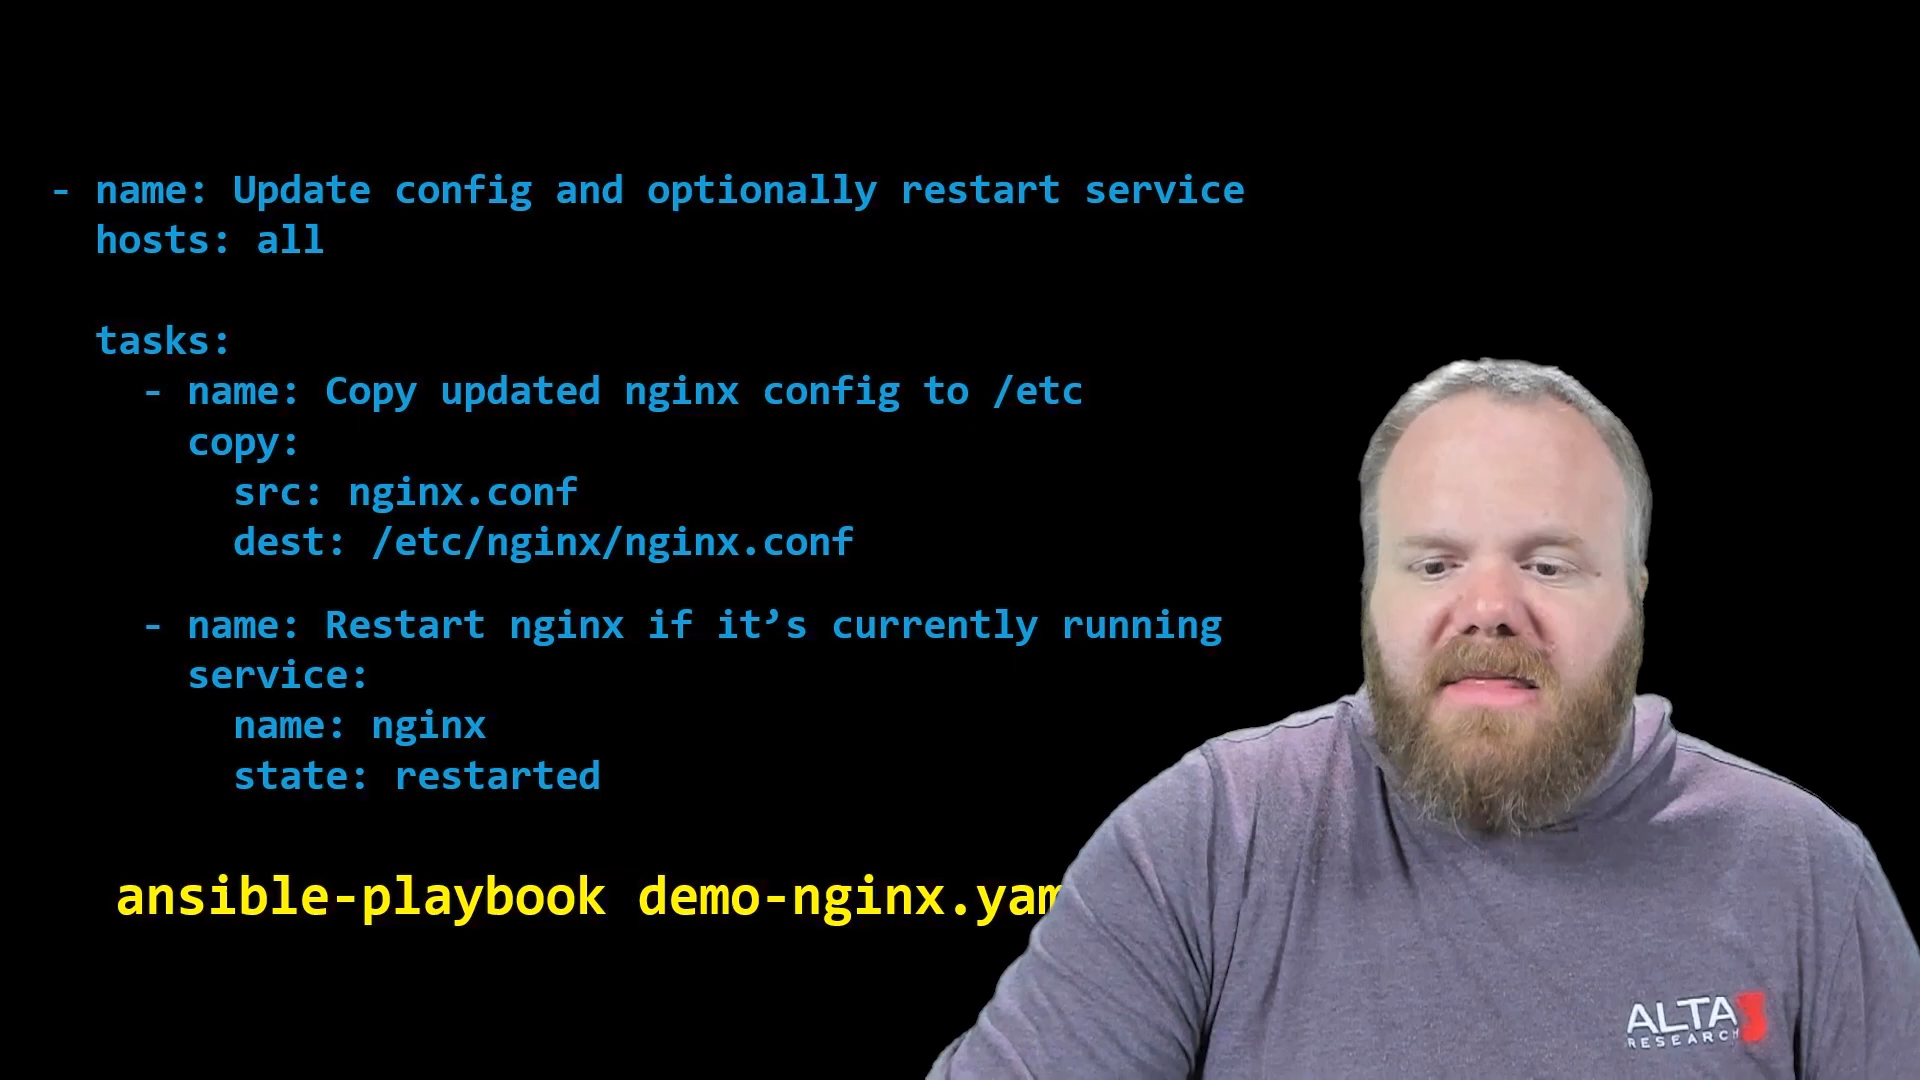 - name: Update config and optionally restart service
hosts: all
tasks:
- name: Copy updated nginx config to /etc
copy:
src: nginx.conf
dest: /etc/nginx/nginx.conf
- name: Restart nginx if it’s currently running
service:
name: nginx
state: restarted
ansible-playbook demo-nginx.yam
ALTA3
RESEARCH